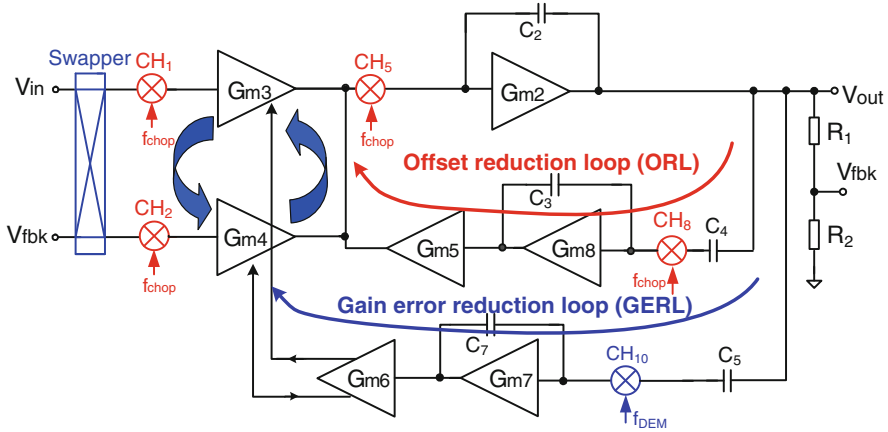 Swapper
CH1
CH5
C2
Vin
Gm3
Gm2
Vout
fchop
fchop
R1
Offset reduction loop (ORL)
C3
Vfbk
CH2
CH8
C4
Vfbk
Gm4
Gm5
Gm8
R2
fchop
fchop
Gain error reduction loop (GERL)
C7
CH10
C5
Gm6
Gm7
fDEM